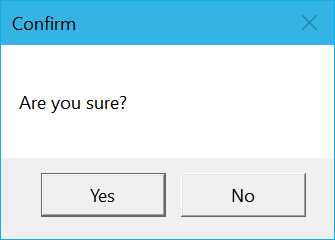 Confirm
Are you sure?
Yes
No